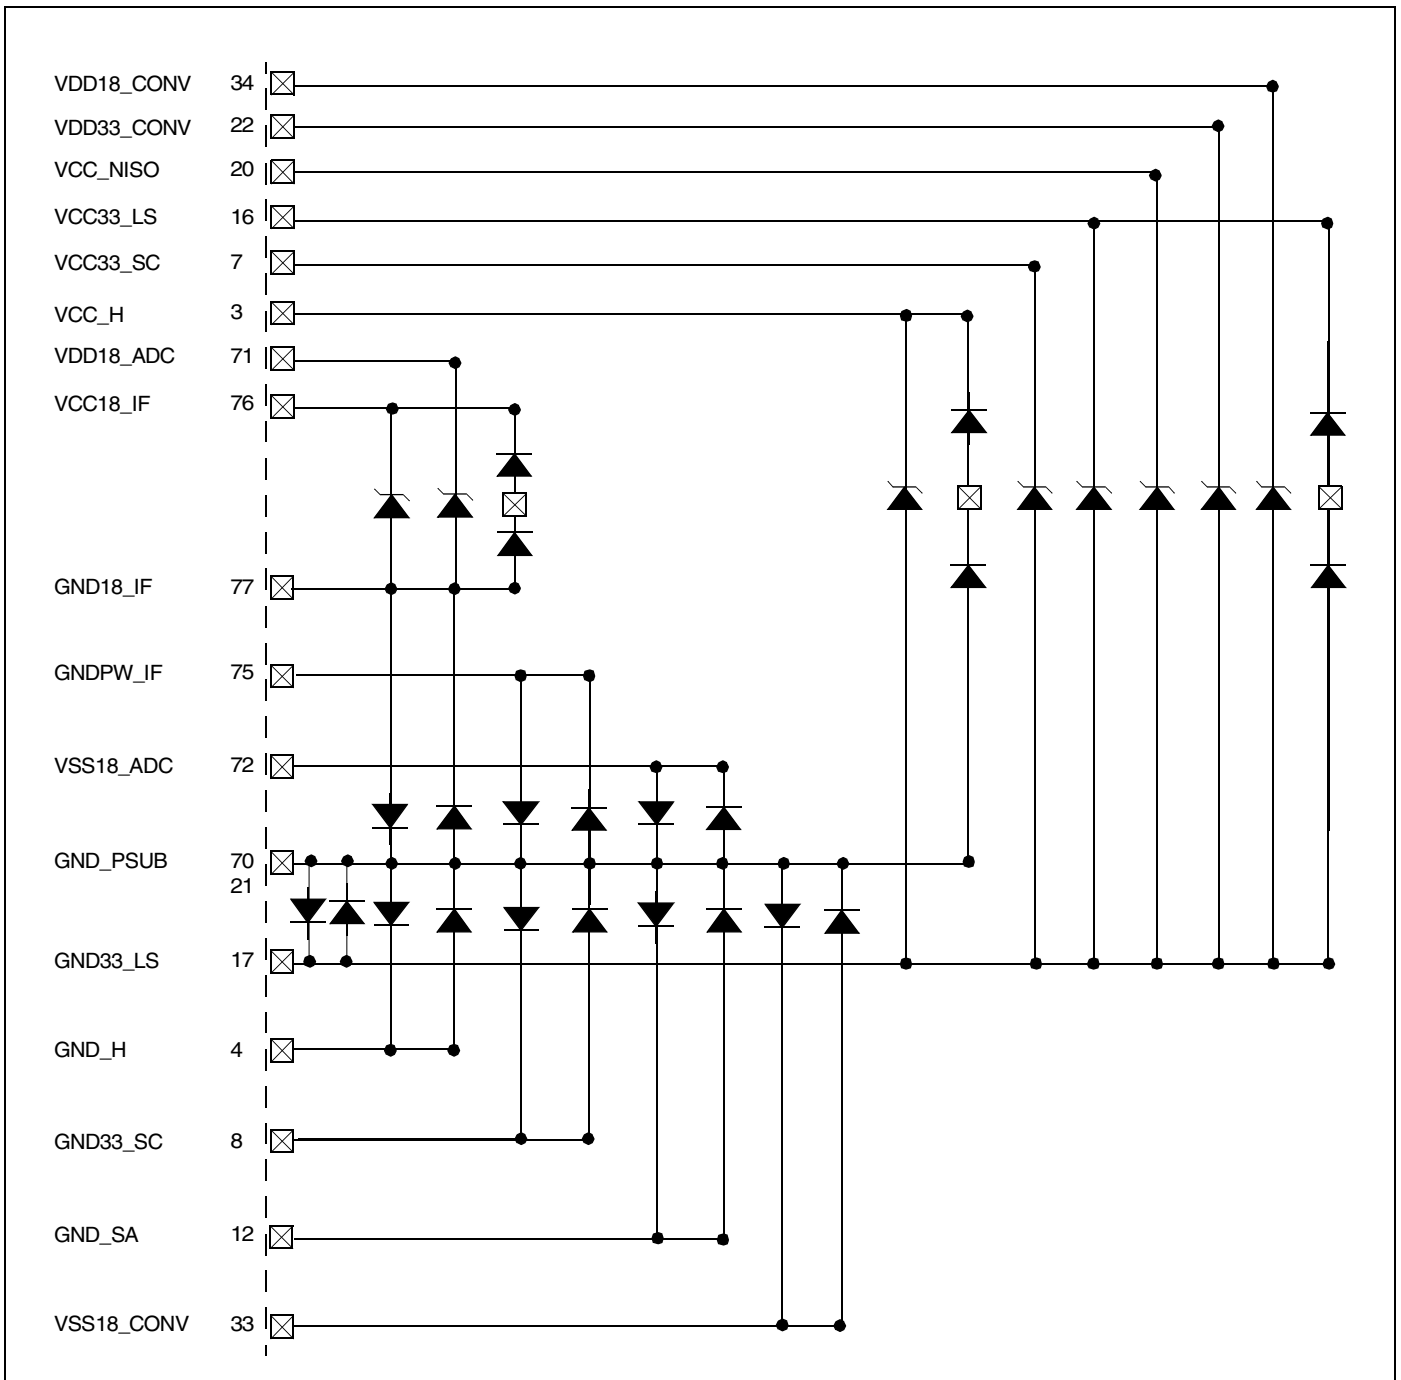 VDD18_CONV 34
VDD33_CONV 22
VCC_NISO 20
VCC33_LS 16
VCC33_SC 7
VCC_H 3
VDD18_ADC 71
VCC18_IF 76
GND18_IF 77
GNDPW_IF 75
VSS18_ADC 72
GND_PSUB 70
21
GND33_LS 17
GND_H 4
GND33_SC 8
GND_SA 12
VSS18_CONV 33